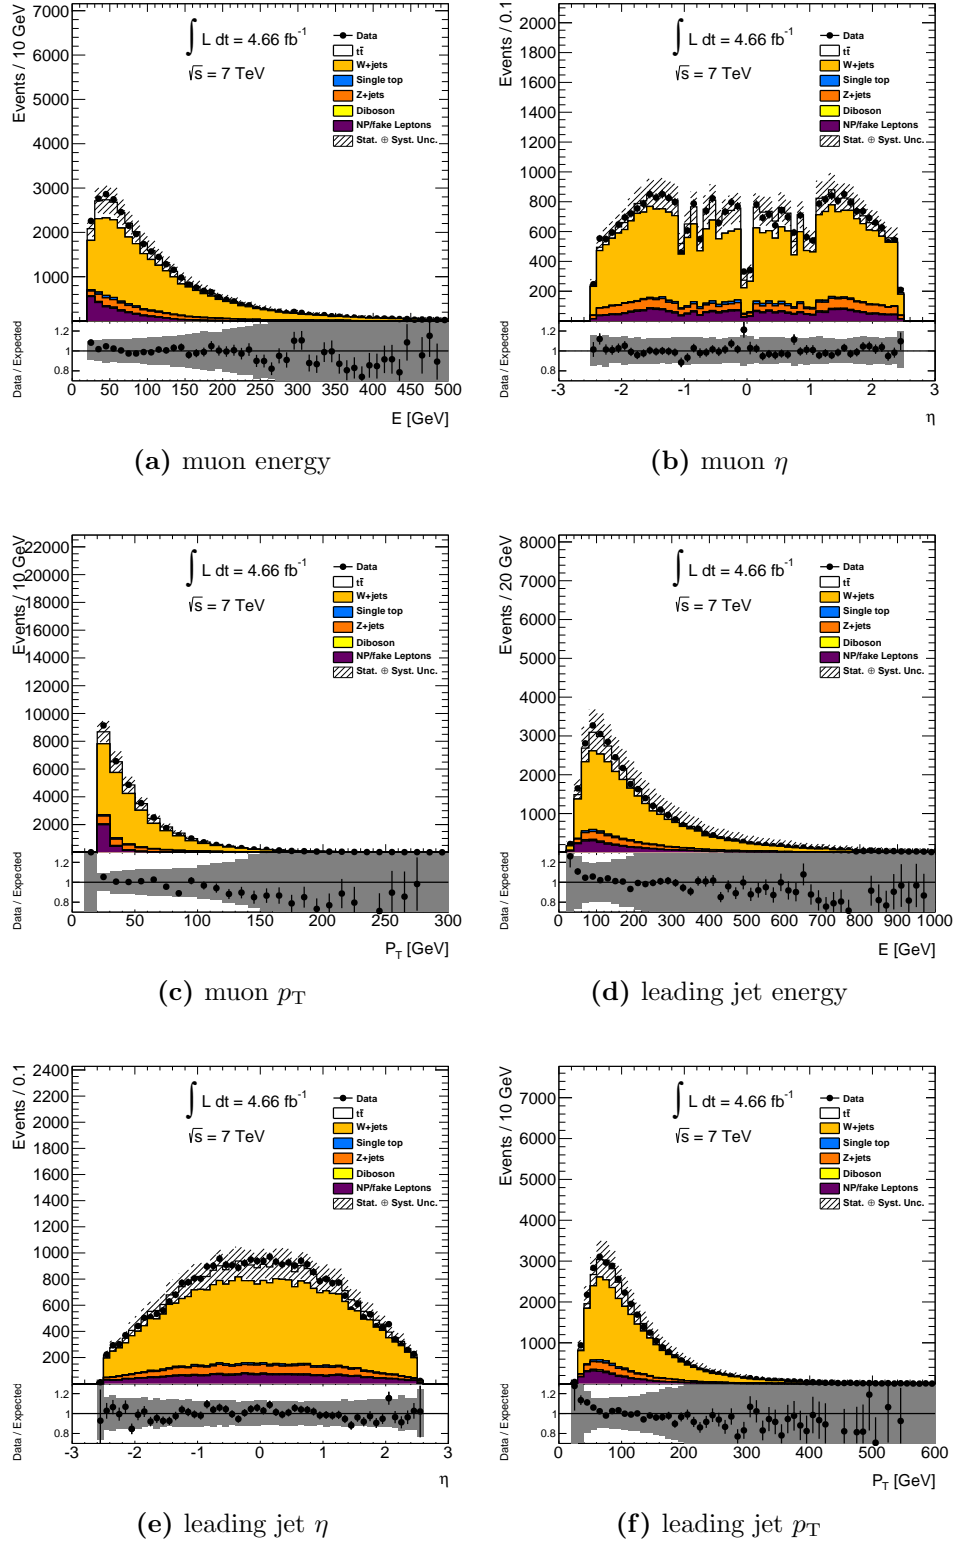 Events / 10 GeV
7000
6000
5000
4000
3000
2000
1000
∫ L dt = 4.66 fb⁻¹
√s = 7 TeV
Data
tt̄
W+jets
Single top
Z+jets
Diboson
NP/fake Leptons
Stat. ⊕ Syst. Unc.
Data / Expected
1.2
1
0.8
0 50 100 150 200 250 300 350 400 450 500
E [GeV]
(a) muon energy
Events / 0.1
2000
1800
1600
1400
1200
1000
800
600
400
200
∫ L dt = 4.66 fb⁻¹
√s = 7 TeV
Data
tt̄
W+jets
Single top
Z+jets
Diboson
NP/fake Leptons
Stat. ⊕ Syst. Unc.
Data / Expected
1.2
1
0.8
-3 -2 -1 0 1 2 3
η
(b) muon η
Events / 10 GeV
22000
20000
18000
16000
14000
12000
10000
8000
6000
4000
2000
∫ L dt = 4.66 fb⁻¹
√s = 7 TeV
Data
tt̄
W+jets
Single top
Z+jets
Diboson
NP/fake Leptons
Stat. ⊕ Syst. Unc.
Data / Expected
1.2
1
0.8
0 50 100 150 200 250 300
P_T [GeV]
(c) muon p_T
Events / 20 GeV
8000
7000
6000
5000
4000
3000
2000
1000
∫ L dt = 4.66 fb⁻¹
√s = 7 TeV
Data
tt̄
W+jets
Single top
Z+jets
Diboson
NP/fake Leptons
Stat. ⊕ Syst. Unc.
Data / Expected
1.2
1
0.8
0 100 200 300 400 500 600 700 800 900 1000
E [GeV]
(d) leading jet energy
Events / 0.1
2400
2200
2000
1800
1600
1400
1200
1000
800
600
400
200
∫ L dt = 4.66 fb⁻¹
√s = 7 TeV
Data
tt̄
W+jets
Single top
Z+jets
Diboson
NP/fake Leptons
Stat. ⊕ Syst. Unc.
Data / Expected
1.2
1
0.8
-3 -2 -1 0 1 2 3
η
(e) leading jet η
Events / 10 GeV
7000
6000
5000
4000
3000
2000
1000
∫ L dt = 4.66 fb⁻¹
√s = 7 TeV
Data
tt̄
W+jets
Single top
Z+jets
Diboson
NP/fake Leptons
Stat. ⊕ Syst. Unc.
Data / Expected
1.2
1
0.8
0 100 200 300 400 500 600
P_T [GeV]
(f) leading jet p_T